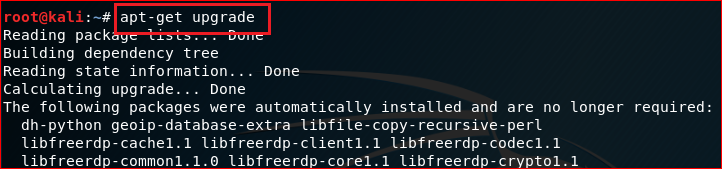 root@kali:~# apt-get upgrade
Reading package lists... Done
Building dependency tree
Reading state information... Done
Calculating upgrade... Done
The following packages were automatically installed and are no longer required:
  dh-python geoip-database-extra libfile-copy-recursive-perl
  libfreerdp-cache1.1 libfreerdp-client1.1 libfreerdp-codec1.1
  libfreerdp-common1.1.0 libfreerdp-core1.1 libfreerdp-crypto1.1